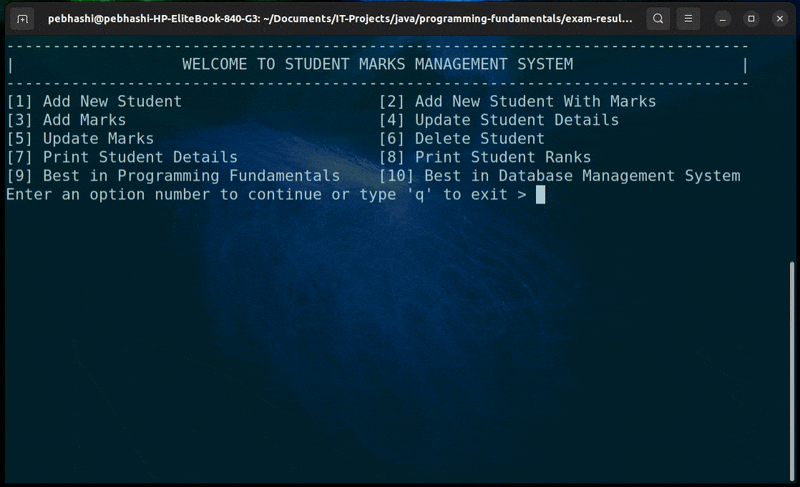 pebhashi@pebhashi-HP-EliteBook-840-G3: ~/Documents/IT-Projects/java/programming-fundamentals/exam-resul...
--------------------------------------------------------------------------------
| WELCOME TO STUDENT MARKS MANAGEMENT SYSTEM |
--------------------------------------------------------------------------------
[1] Add New Student [2] Add New Student With Marks
[3] Add Marks [4] Update Student Details
[5] Update Marks [6] Delete Student
[7] Print Student Details [8] Print Student Ranks
[9] Best in Programming Fundamentals [10] Best in Database Management System
Enter an option number to continue or type 'q' to exit >